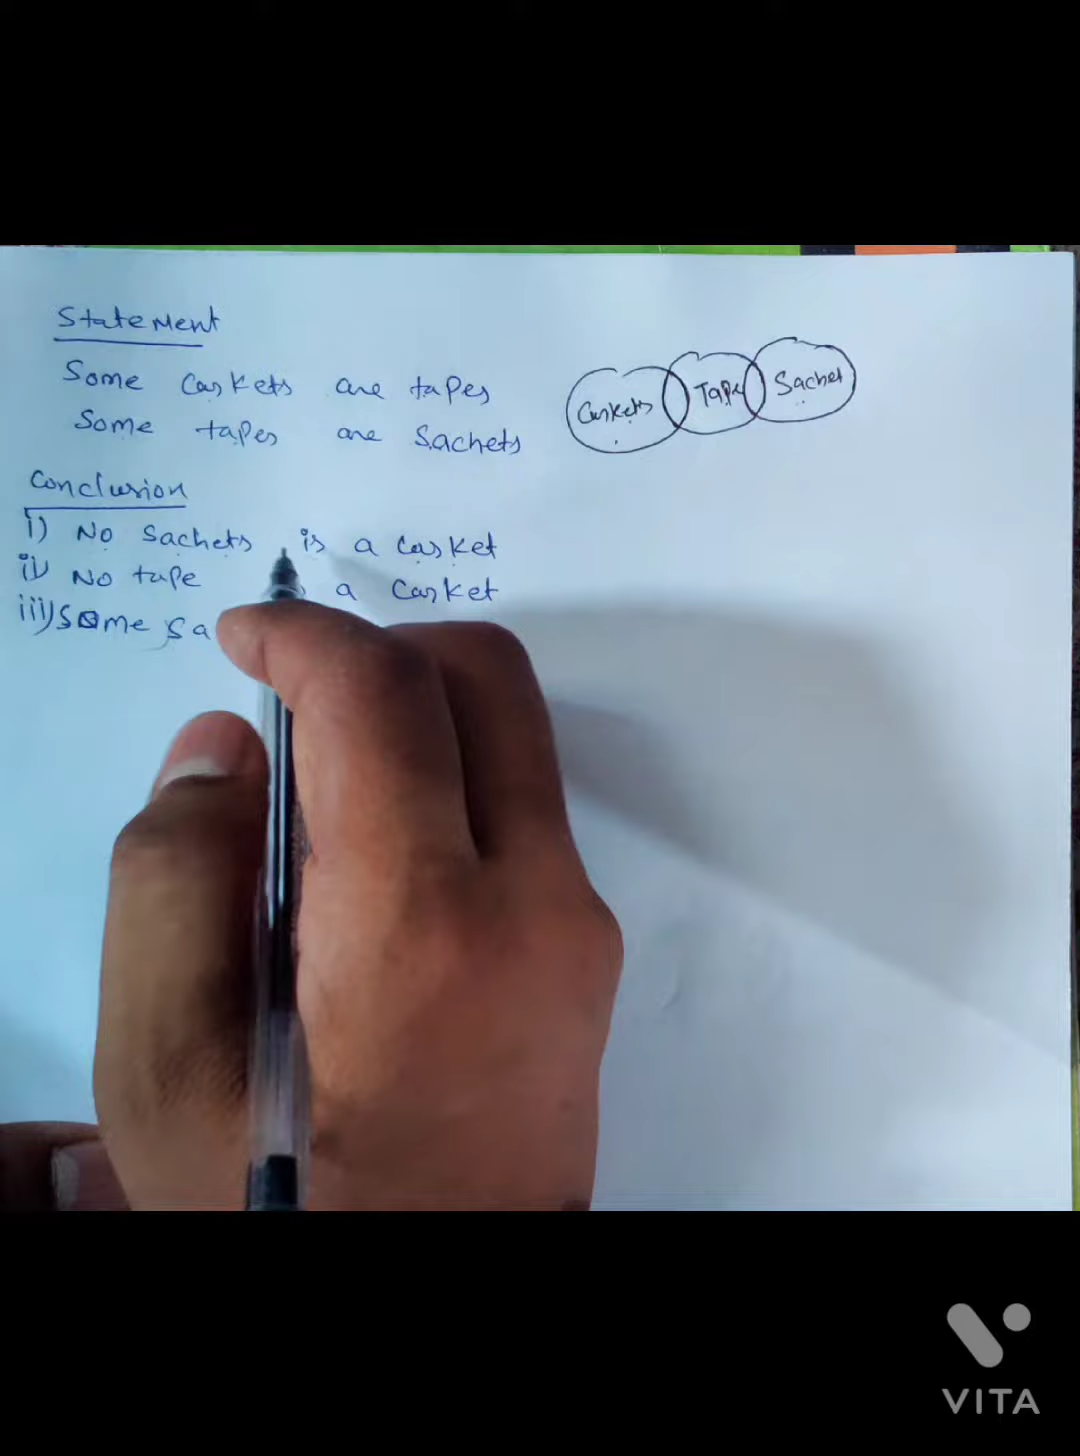 Statement
Some Caskets are tapes
Some tapes are Sachets
Caskets Tape Sachet
Conclusion
i) No Sachets is a Casket
ii) No tape a Casket
iii) Some Sa
VITA